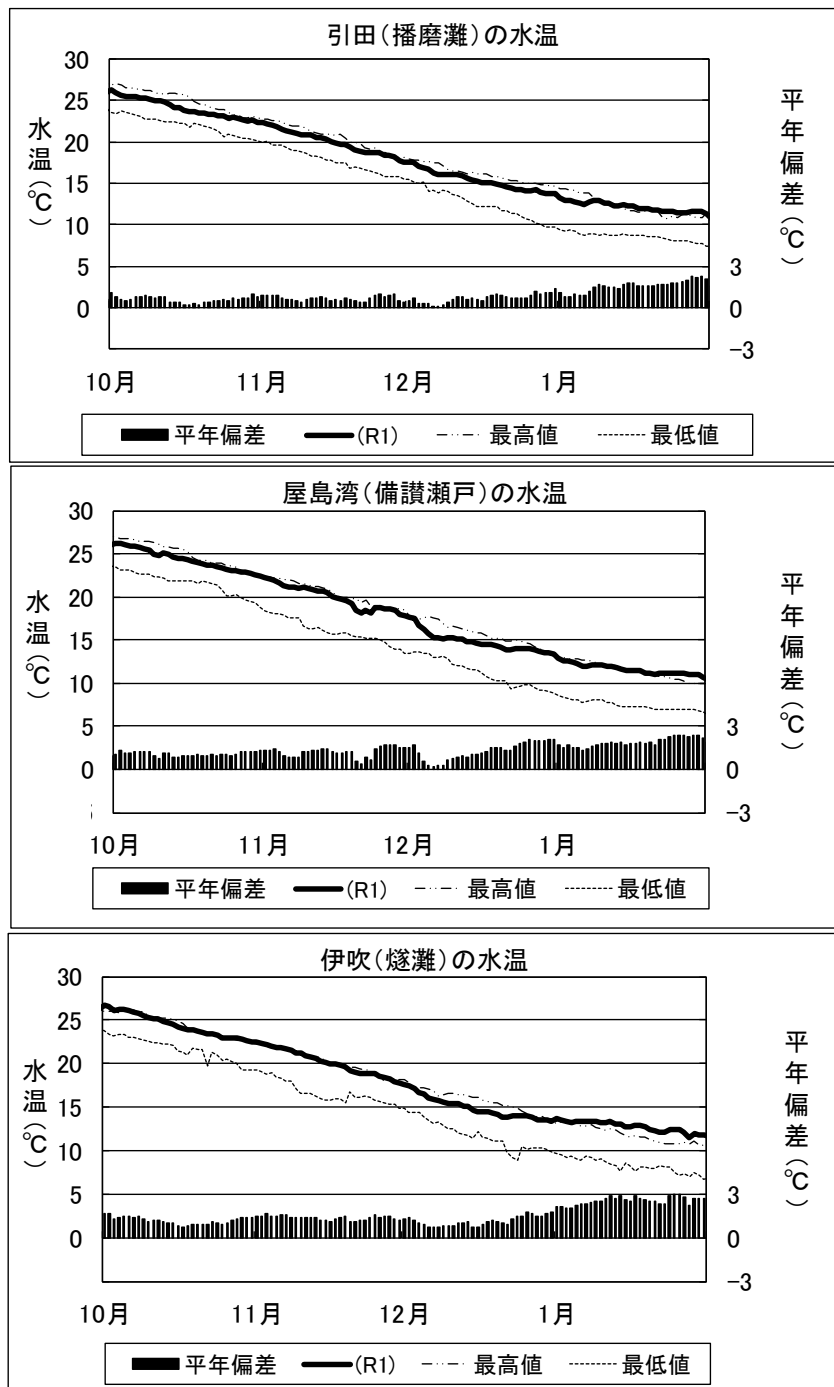 引田（播磨灘）の水温
30
25
20
15
10
5
0
水温(℃)
平年偏差(℃)
3
0
−3
10月 11月 12月 1月
平年偏差 (R1) 最高値 最低値
屋島湾（備讃瀬戸）の水温
30
25
20
15
10
5
0
水温(℃)
平年偏差(℃)
3
0
−3
10月 11月 12月 1月
平年偏差 (R1) 最高値 最低値
伊吹（燧灘）の水温
30
25
20
15
10
5
0
水温(℃)
平年偏差(℃)
3
0
−3
10月 11月 12月 1月
平年偏差 (R1) 最高値 最低値